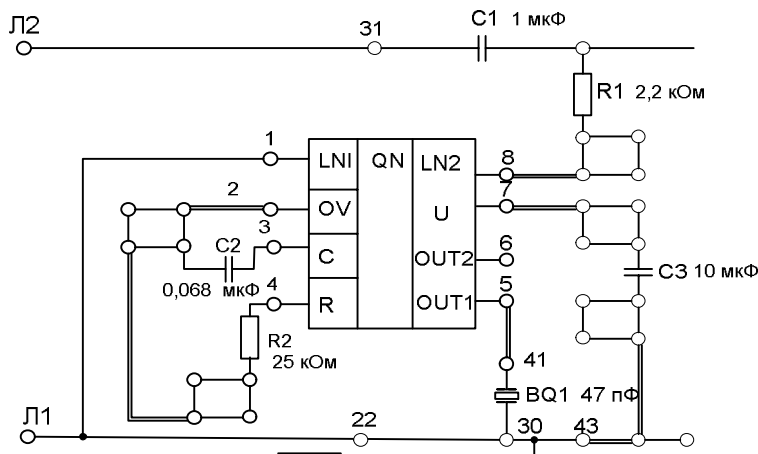 Л2
31
C1 1 мкФ
R1 2,2 кОм
1
LNI QN LN2
8
2
OV
7
U
3
C2
C
6
OUT2
C3 10 мкФ
0,068 мкФ
4
R
5
OUT1
R2
25 кОм
41
BQ1 47 пФ
Л1
22
30
43